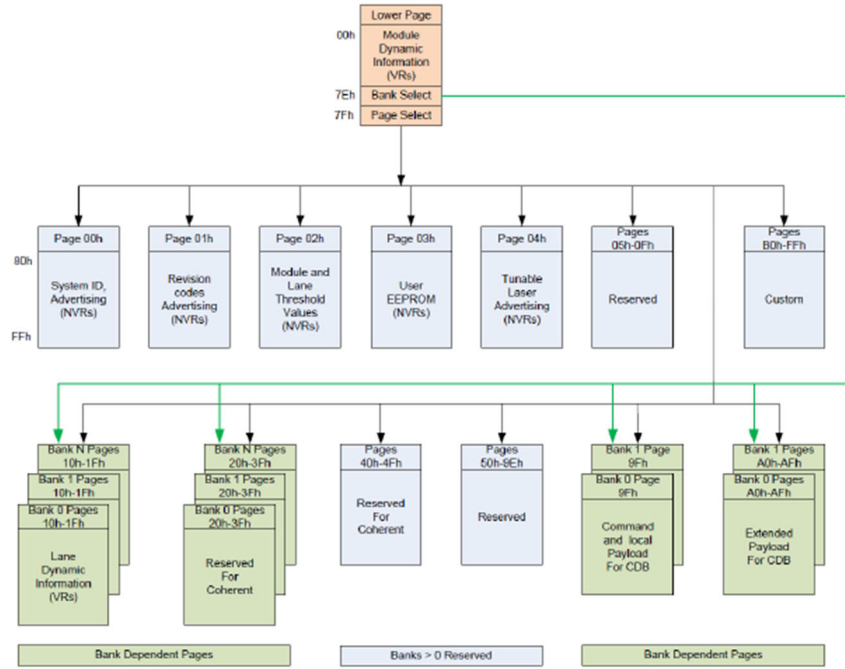 Lower Page
00h
Module
Dynamic
Information
(VRs)
7Eh
Bank Select
7Fh
Page Select
Page 00h
80h
System ID,
Advertising
(NVRs)
FFh
Page 01h
Revision
codes
Advertising
(NVRs)
Page 02h
Module and
Lane
Threshold
Values
(NVRs)
Page 03h
User
EEPROM
(NVRs)
Page 04h
Tunable
Laser
Advertising
(NVRs)
Pages
05h-0Fh
Reserved
Pages
B0h-FFh
Custom
Bank N Pages
10h-1Fh
Bank 1 Pages
10h-1Fh
Bank 0 Pages
10h-1Fh
Lane
Dynamic
Information
(VRs)
Bank N Pages
20h-3Fh
Bank 1 Pages
20h-3Fh
Bank 0 Pages
20h-3Fh
Reserved
For
Coherent
Pages
40h-4Fh
Reserved
For
Coherent
Pages
50h-9Eh
Reserved
Bank 1 Page
9Fh
Bank 0 Page
9Fh
Command
and local
Payload
For CDB
Bank 1 Pages
A0h-AFh
Bank 0 Pages
A0h-AFh
Extended
Payload
For CDB
Bank Dependent Pages
Banks > 0 Reserved
Bank Dependent Pages